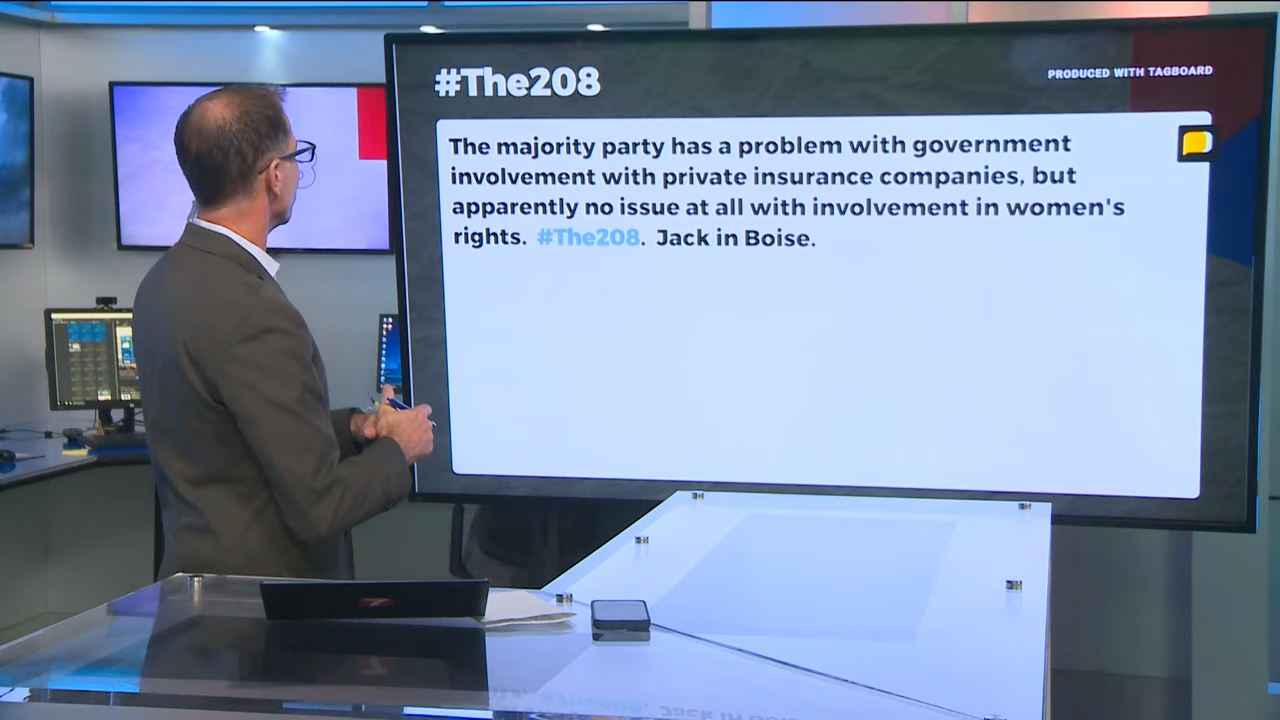 #The208
PRODUCED WITH TAGBOARD
The majority party has a problem with government
involvement with private insurance companies, but
apparently no issue at all with involvement in women's
rights. #The208. Jack in Boise.
7